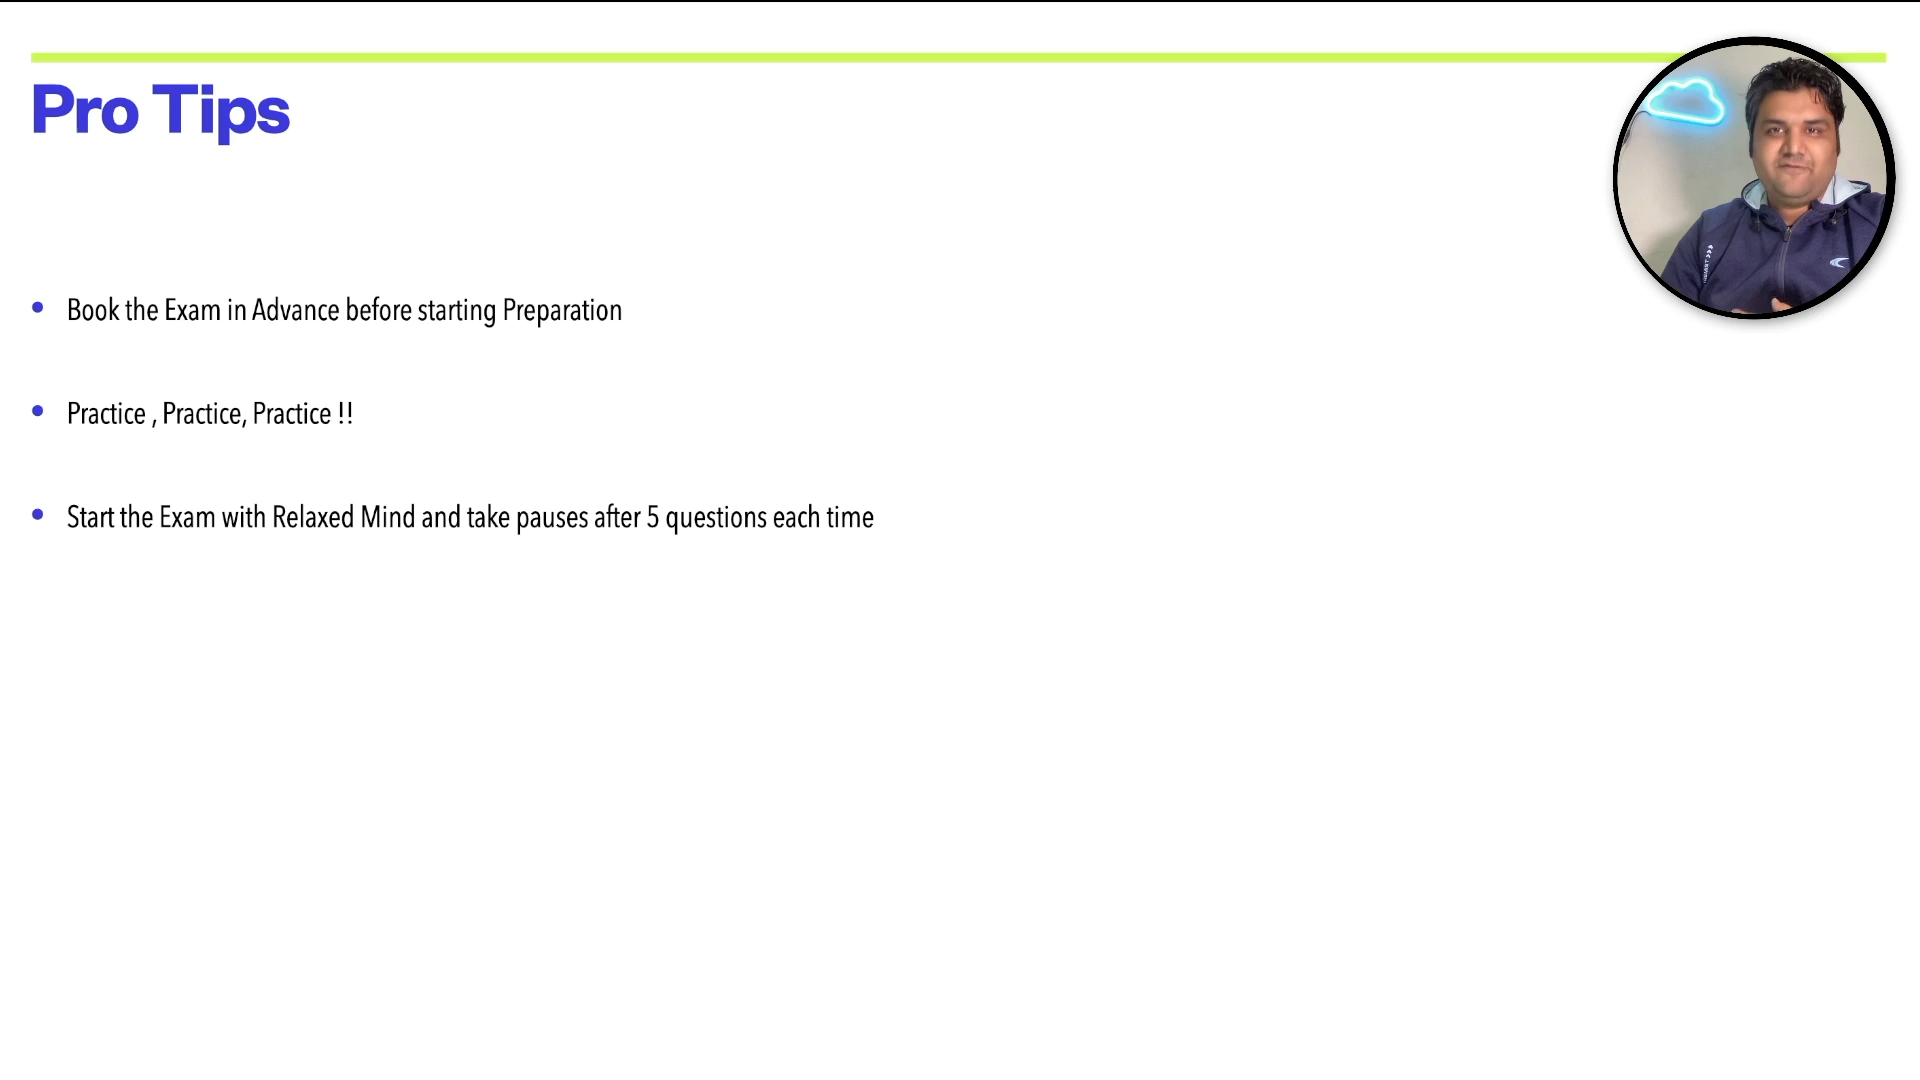 Pro Tips
• Book the Exam in Advance before starting Preparation
• Practice , Practice, Practice !!
• Start the Exam with Relaxed Mind and take pauses after 5 questions each time